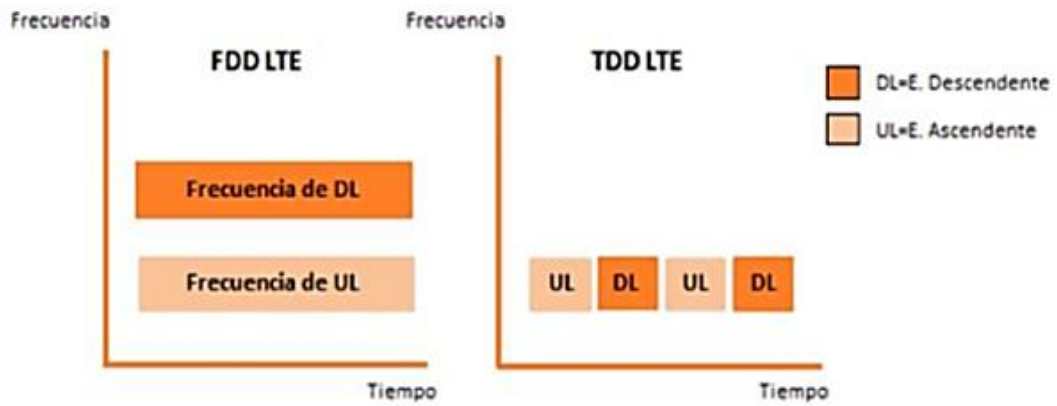 Frecuencia
FDD LTE
Frecuencia de DL
Frecuencia de UL
Tiempo
Frecuencia
TDD LTE
UL DL UL DL
Tiempo
DL=E. Descendente
UL=E. Ascendente